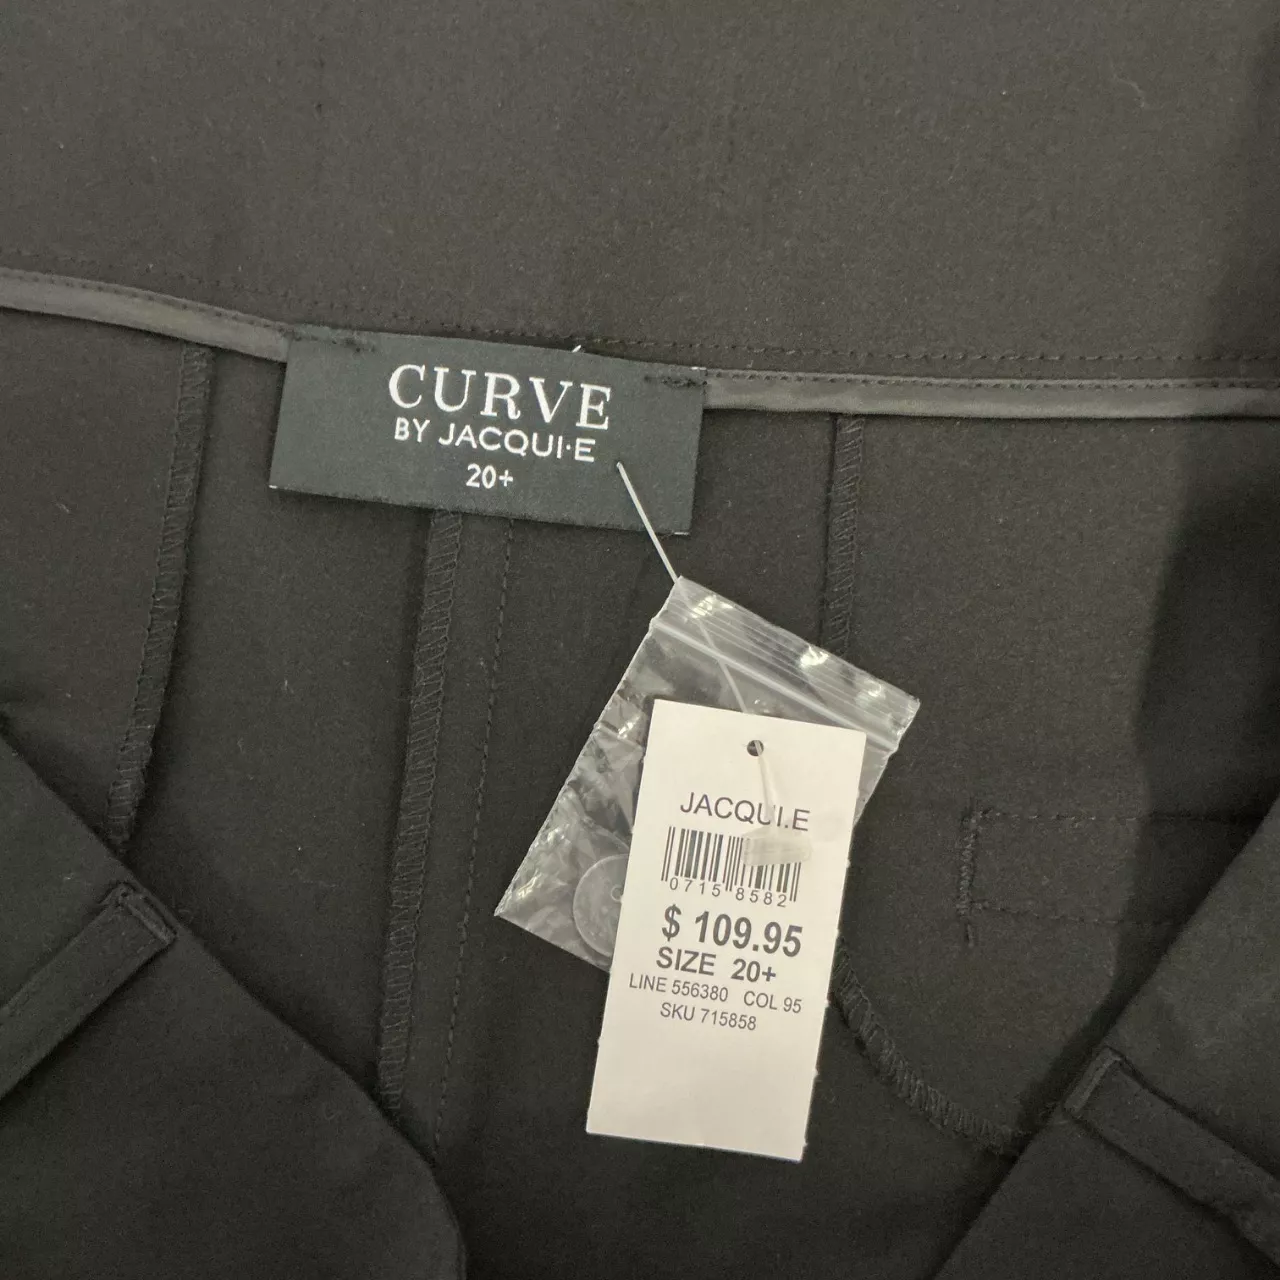 CURVE
BY JACQUI·E
20+
JACQUI.E
0715 8582
$ 109.95
SIZE 20+
LINE 556380 COL 95
SKU 715858